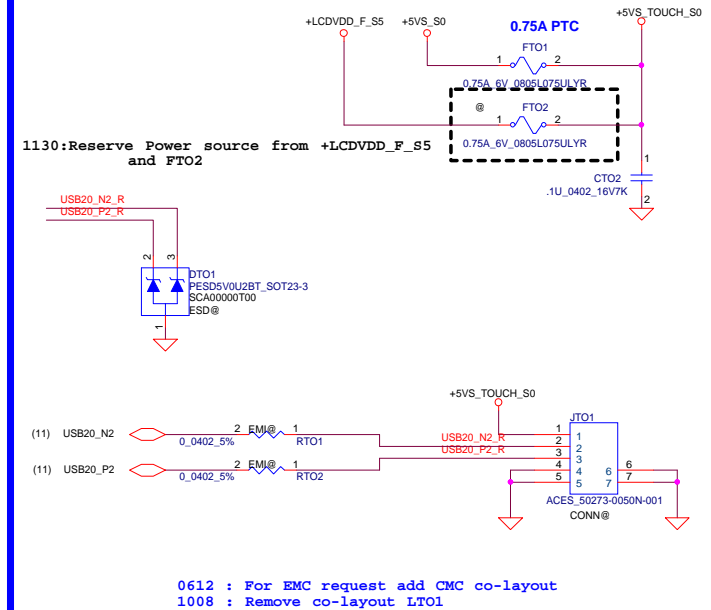 +LCDVDD_F_S5 +5VS_S0 +5VS_TOUCH_S0
0.75A PTC
FTO1
1 2
0.75A_6V_0805L075ULYR
@ FTO2
1 2
0.75A_6V_0805L075ULYR
1130:Reserve Power source from +LCDVDD_F_S5
and FTO2
1
CTO2
.1U_0402_16V7K
2
USB20_N2_R
USB20_P2_R
2 3
DTO1
PESD5V0U2BT_SOT23-3
SCA00000T00
ESD@
1
+5VS_TOUCH_S0
JTO1
(11) USB20_N2 2 EMI@ 1
0_0402_5% RTO1
(11) USB20_P2 2 EMI@ 1
0_0402_5% RTO2
1 1
USB20_N2_R 2 2
USB20_P2_R 3 3
4 4 6 6
5 5 7 7
ACES_50273-0050N-001
CONN@
0612 : For EMC request add CMC co-layout
1008 : Remove co-layout LTO1